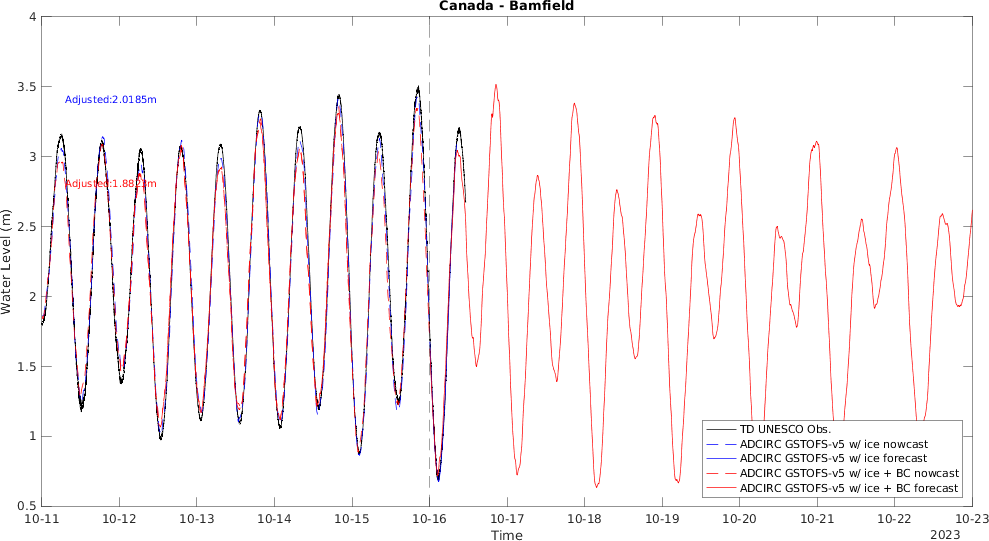 Canada - Bamfield
4
3.5
3
2.5
2
1.5
1
0.5
Water Level (m)
Adjusted:2.0185m
Adjusted:1.8827m
TD UNESCO Obs.
ADCIRC GSTOFS-v5 w/ ice nowcast
ADCIRC GSTOFS-v5 w/ ice forecast
ADCIRC GSTOFS-v5 w/ ice + BC nowcast
ADCIRC GSTOFS-v5 w/ ice + BC forecast
10-11 10-12 10-13 10-14 10-15 10-16 10-17 10-18 10-19 10-20 10-21 10-22 10-23
Time
2023